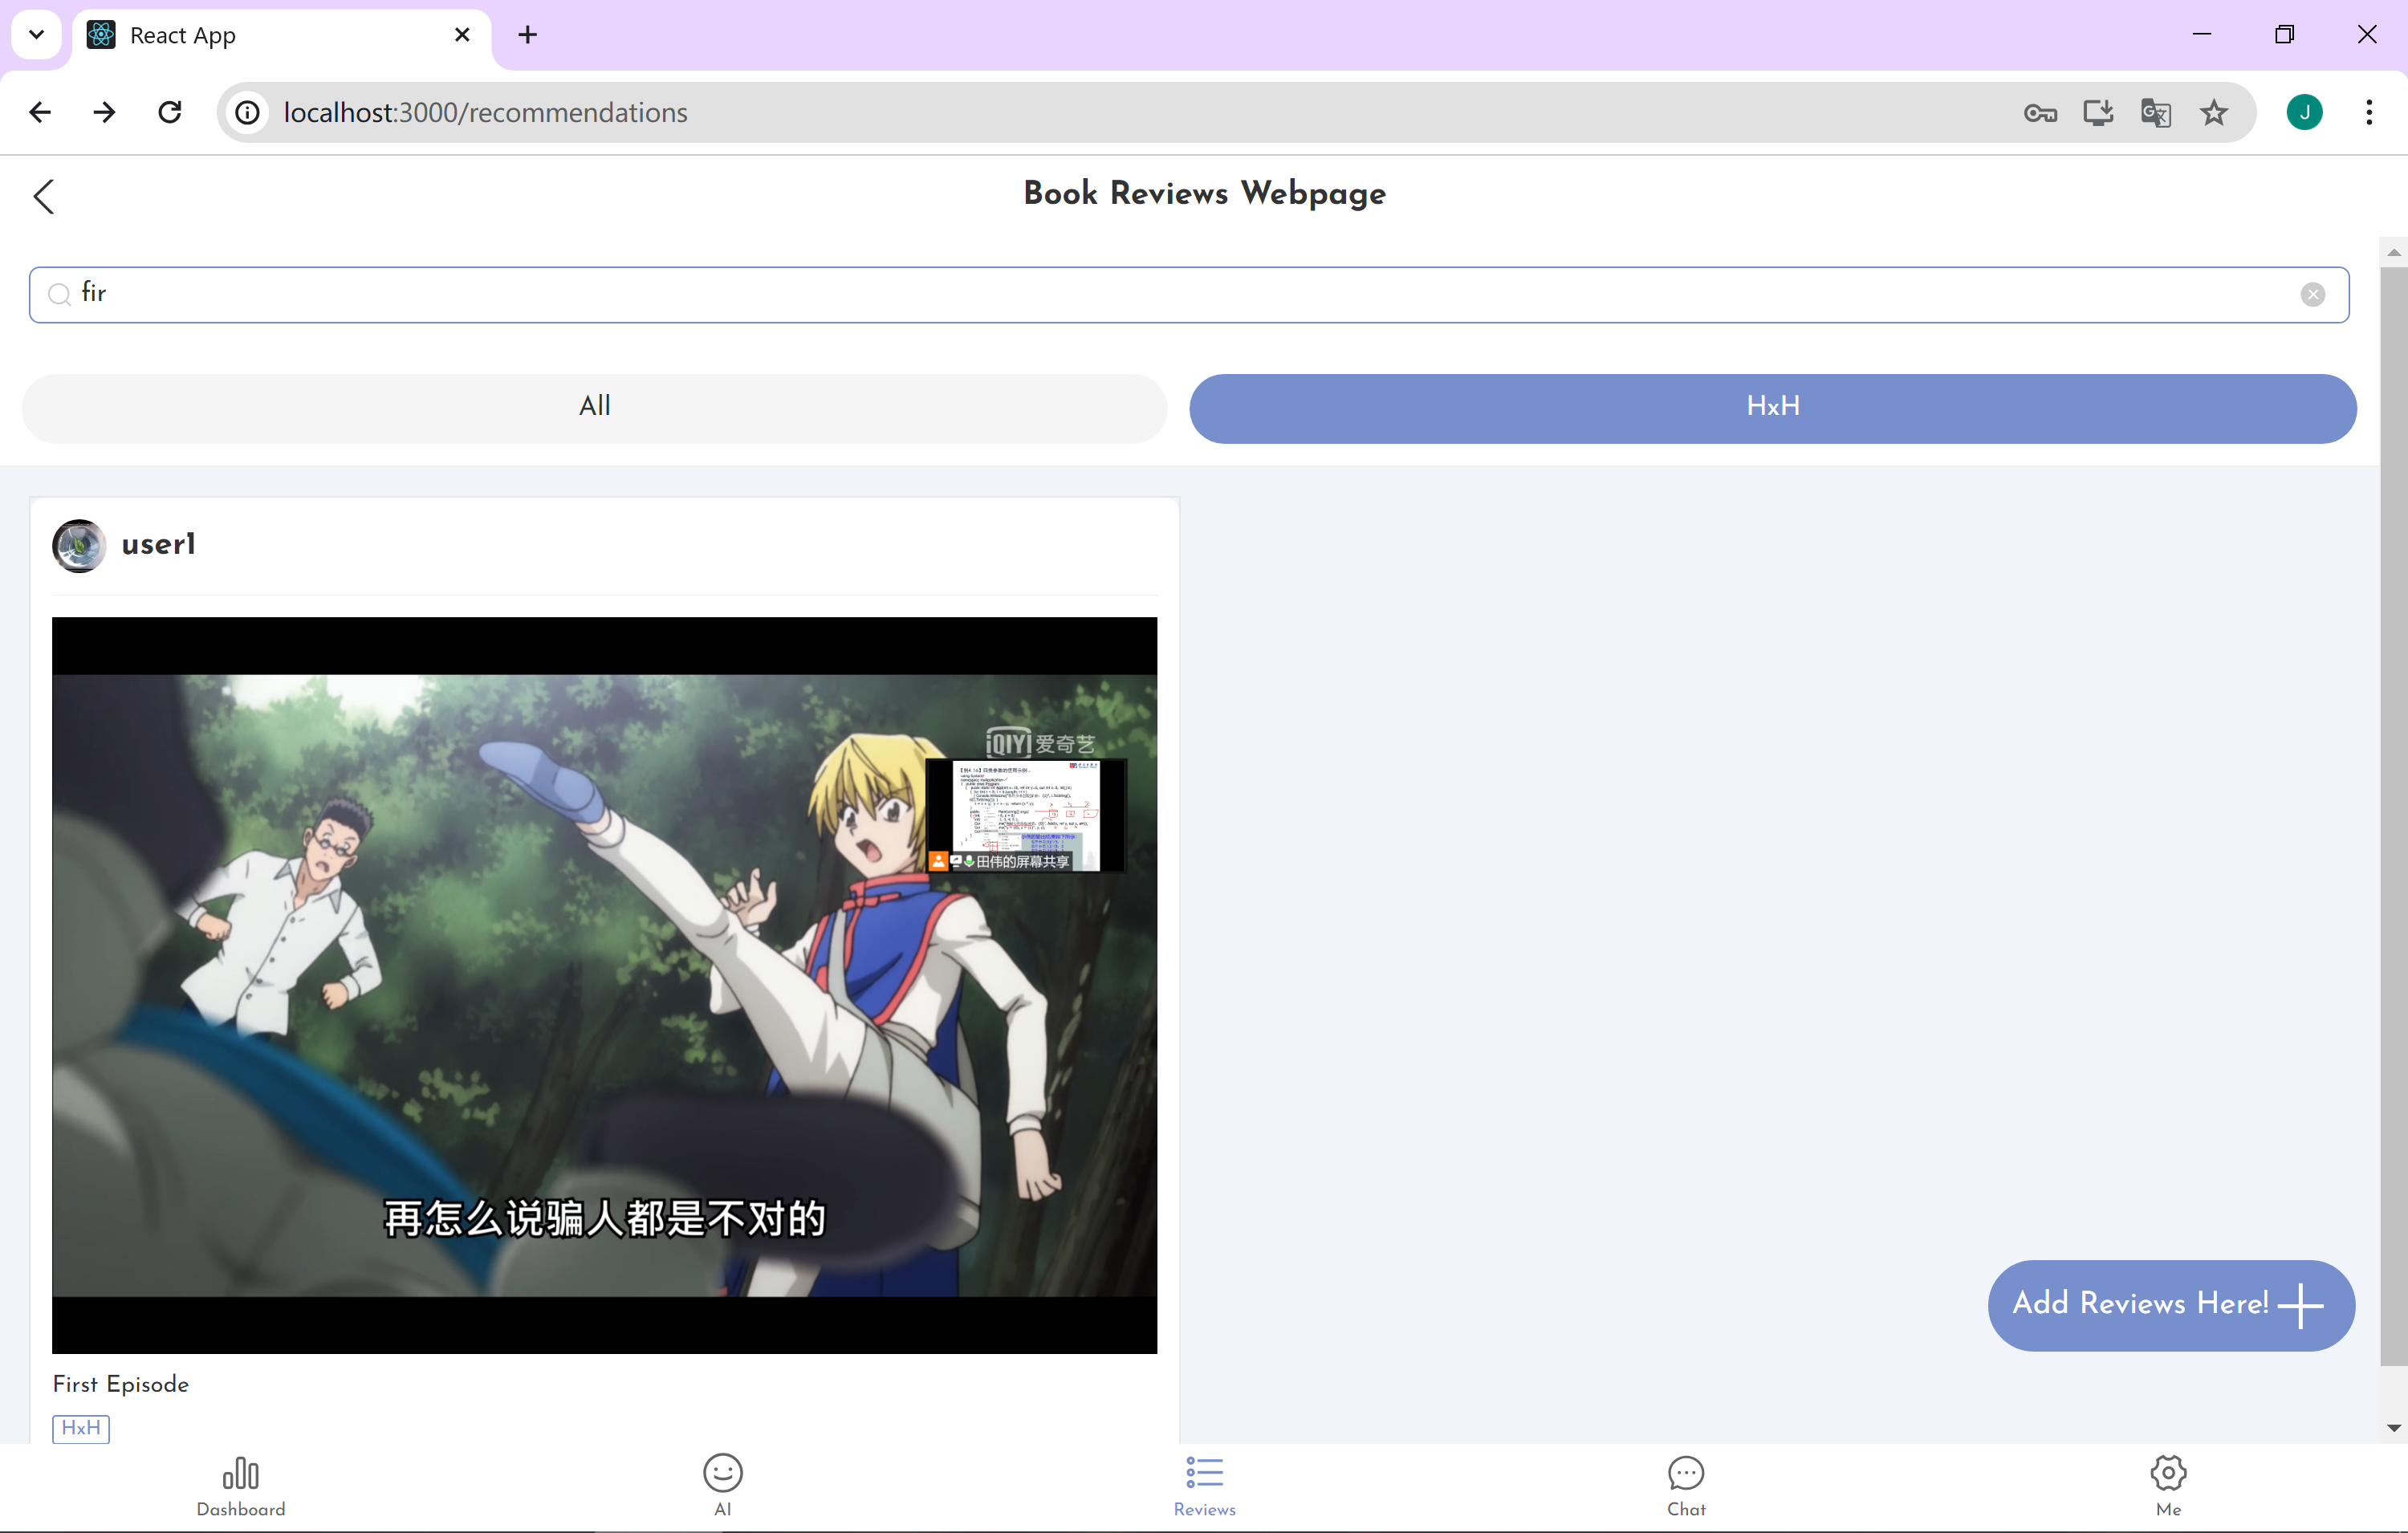 React App
localhost:3000/recommendations
J
Book Reviews Webpage
fir
All
HxH
user1
iQIYI 爱奇艺
田伟的屏幕共享
再怎么说骗人都是不对的
Add Reviews Here!
First Episode
HxH
Dashboard
AI
Reviews
Chat
Me